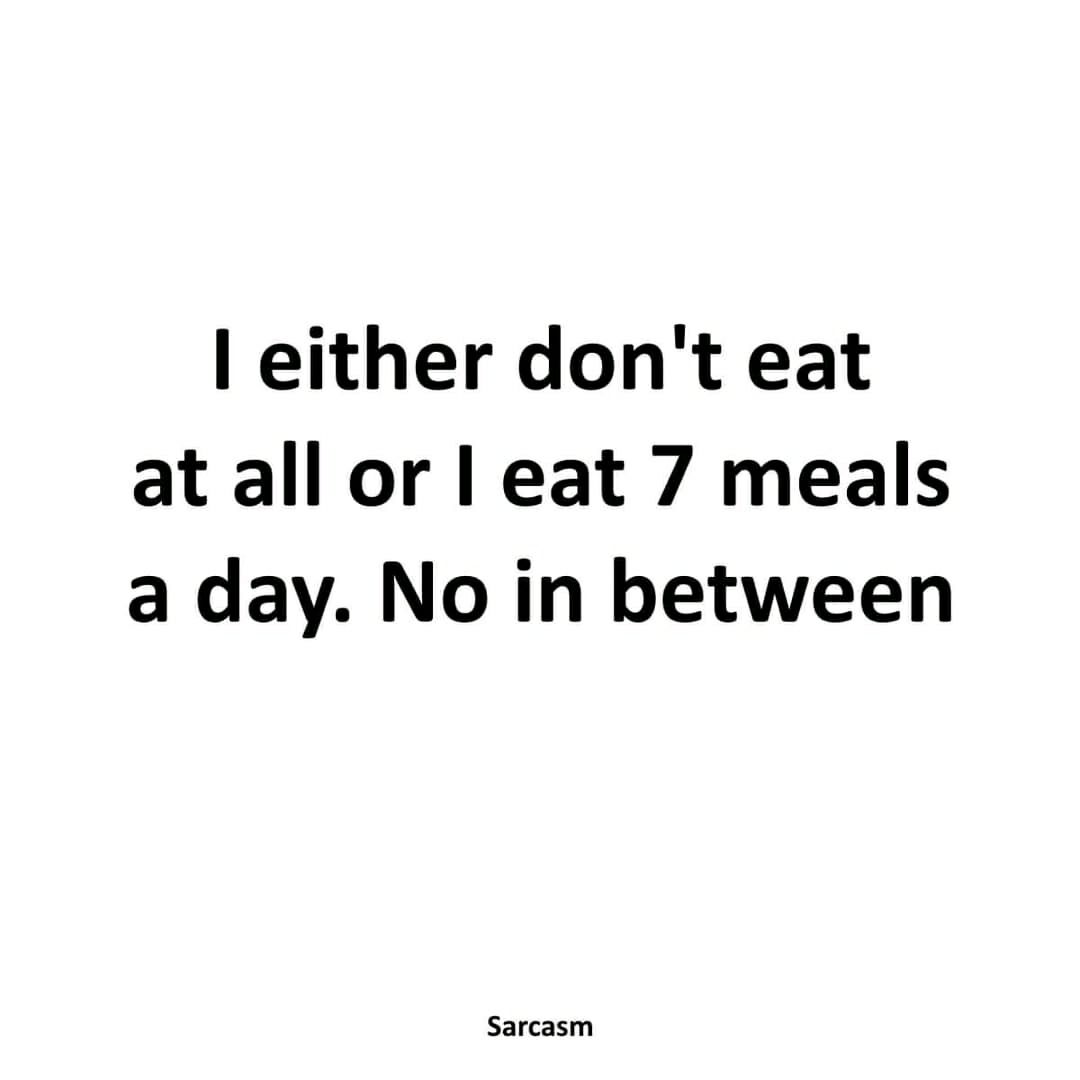 I either don't eat
at all or I eat 7 meals
a day. No in between
Sarcasm